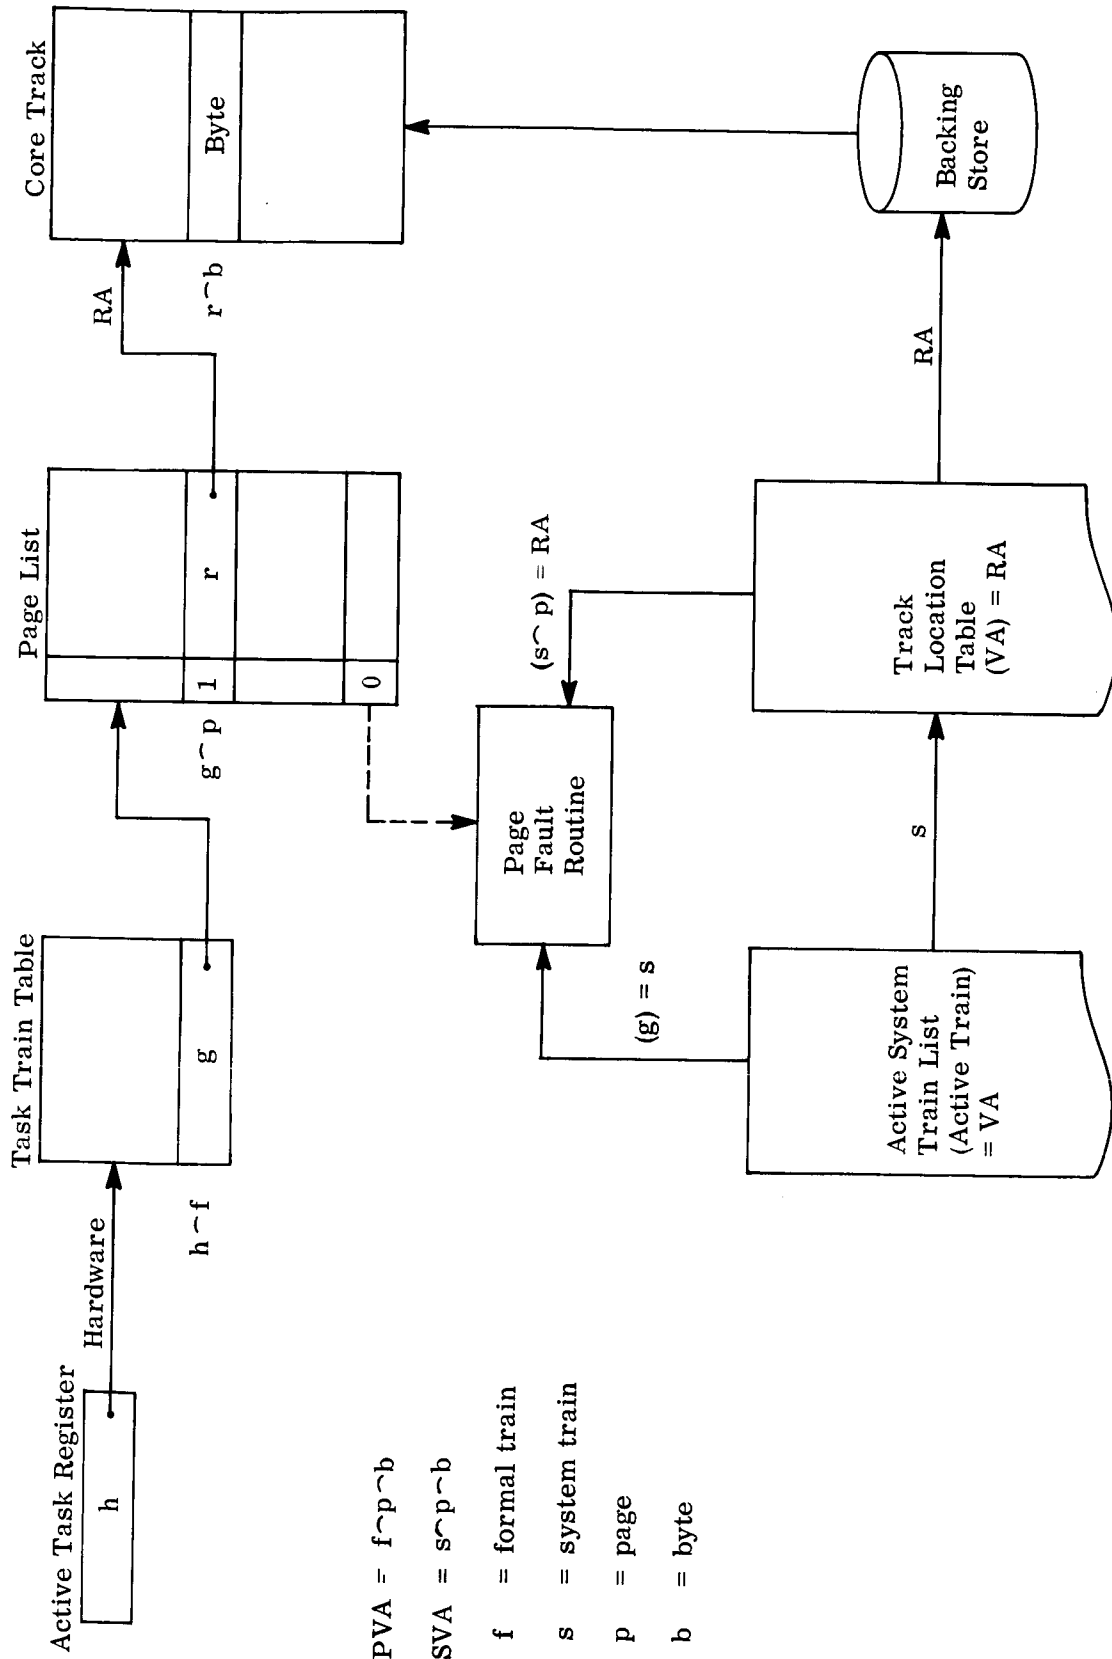 Active Task Register
h
Hardware
Task Train Table
g
h⌢f
Page List
1
r
0
g⌢p
RA
Core Track
Byte
r⌢b
Page
Fault
Routine
(g) = s
(s⌢p) = RA
Active System
Train List
(Active Train)
= VA
s
Track
Location
Table
(VA) = RA
RA
Backing
Store
PVA = f⌢p⌢b
SVA = s⌢p⌢b
f = formal train
s = system train
p = page
b = byte